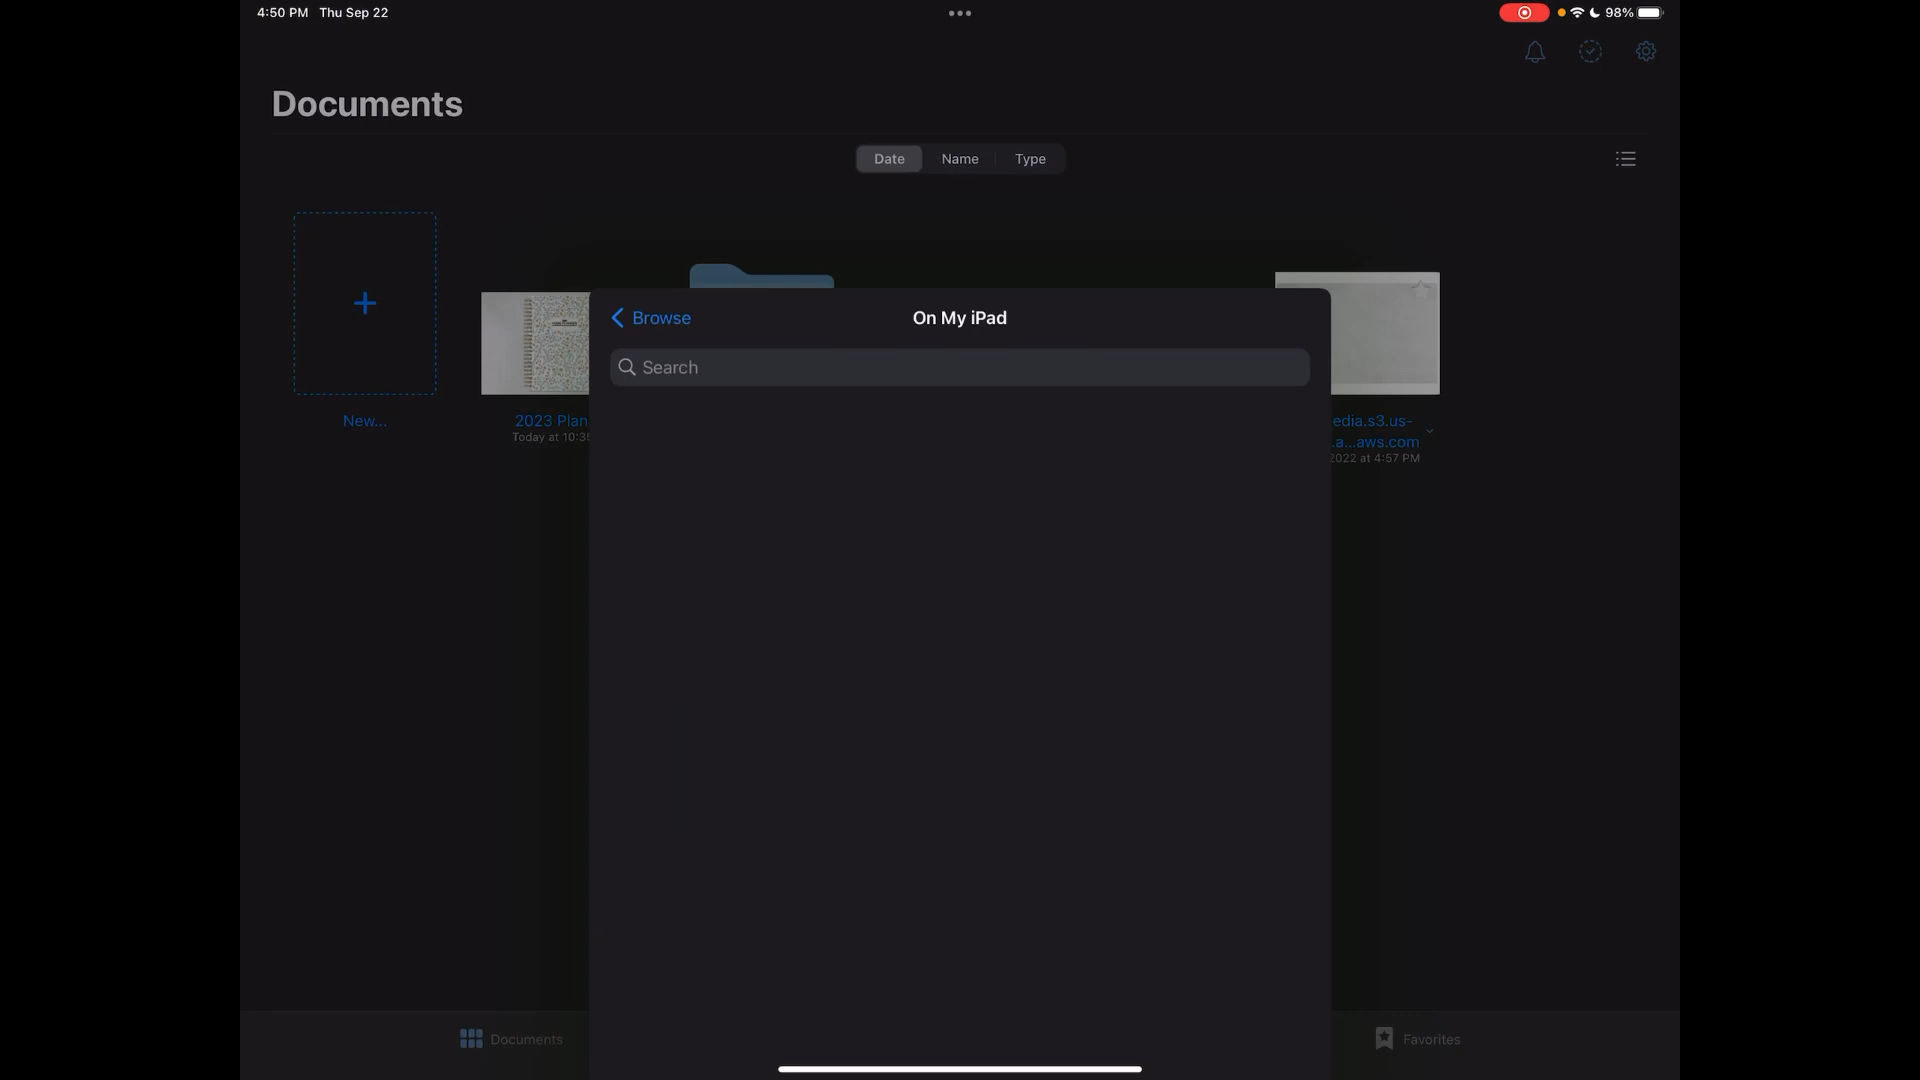 4:50 PM Thu Sep 22
98%
Documents
Date Name Type
Browse
On My iPad
Search
New...
2023 Plan
Today at 10:35
edia.s3.us-
.a...aws.com
2022 at 4:57 PM
Documents
Favorites